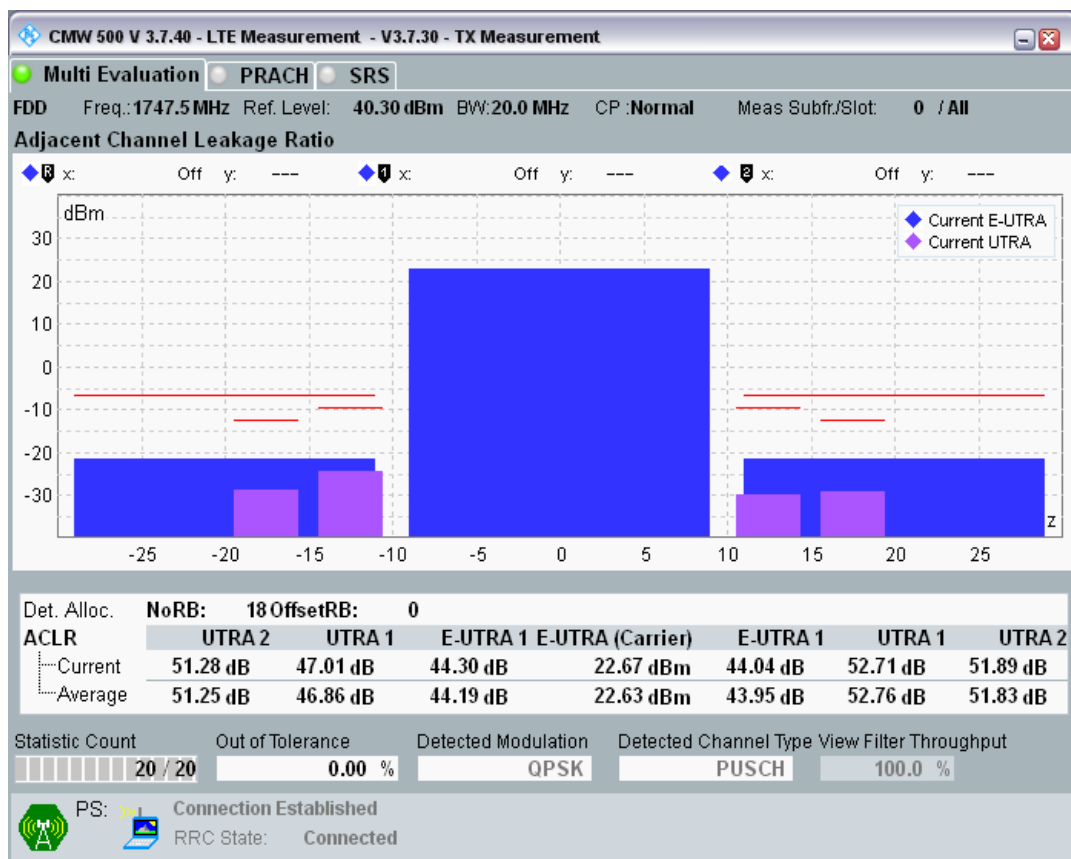 CMW 500 V 3.7.40 - LTE Measurement - V3.7.30 - TX Measurement
Multi Evaluation PRACH SRS
FDD Freq.: 1747.5 MHz Ref. Level: 40.30 dBm BW: 20.0 MHz CP : Normal Meas Subfr./Slot: 0 / All
Adjacent Channel Leakage Ratio
R x: Off y: --- 1 x: Off y: --- 2 x: Off y: ---
dBm
Current E-UTRA
Current UTRA
30
20
10
0
-10
-20
-30
z
-25 -20 -15 -10 -5 0 5 10 15 20 25
Det. Alloc. NoRB: 18 OffsetRB: 0
ACLR UTRA 2 UTRA 1 E-UTRA 1 E-UTRA (Carrier) E-UTRA 1 UTRA 1 UTRA 2
Current 51.28 dB 47.01 dB 44.30 dB 22.67 dBm 44.04 dB 52.71 dB 51.89 dB
Average 51.25 dB 46.86 dB 44.19 dB 22.63 dBm 43.95 dB 52.76 dB 51.83 dB
Statistic Count Out of Tolerance Detected Modulation Detected Channel Type View Filter Throughput
20 / 20 0.00 % QPSK PUSCH 100.0 %
PS: Connection Established
RRC State: Connected